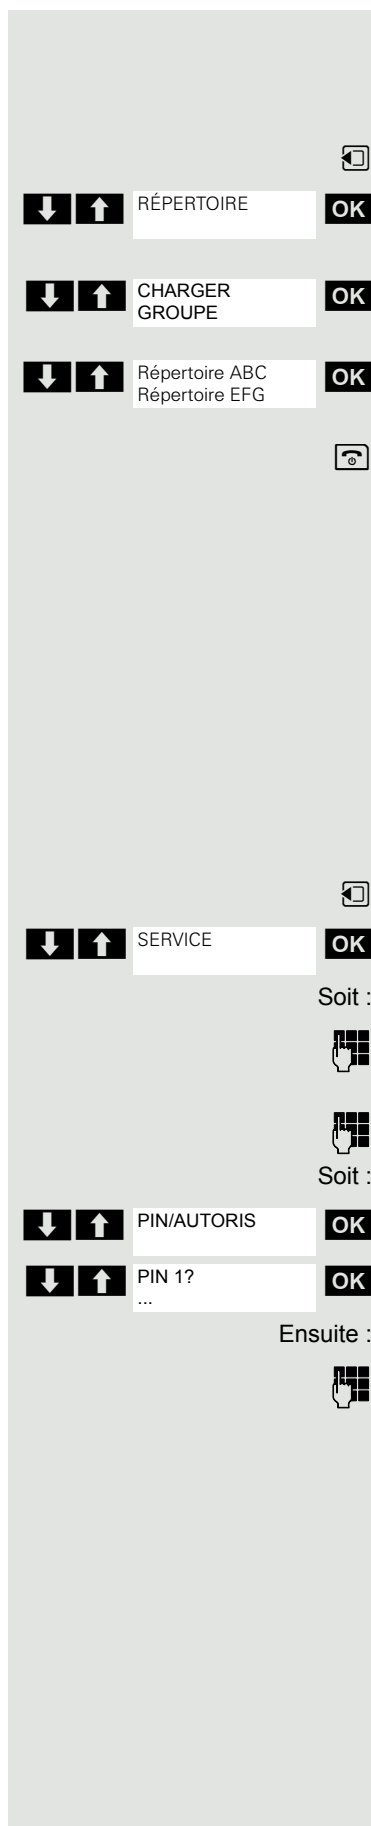 RÉPERTOIRE OK
CHARGER OK
GROUPE
Répertoire ABC OK
Répertoire EFG
SERVICE OK
Soit :
Soit :
PIN/AUTORIS OK
PIN 1? OK
...
Ensuite :